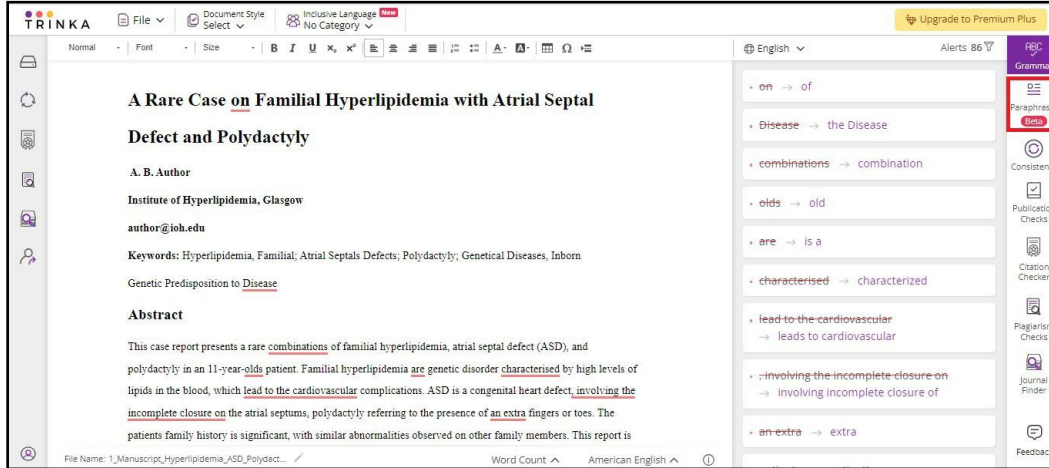 TRINKA
File
Document Style
Select
Inclusive Language New
No Category
Upgrade to Premium Plus
Normal - Font - Size - B I U x₂ x² A - A - Ω
English
Alerts 86
A Rare Case on Familial Hyperlipidemia with Atrial Septal
Defect and Polydactyly
A. B. Author
Institute of Hyperlipidemia, Glasgow
author@ioh.edu
Keywords: Hyperlipidemia, Familial; Atrial Septals Defects; Polydactyly; Genetical Diseases, Inborn
Genetic Predisposition to Disease
Abstract
This case report presents a rare combinations of familial hyperlipidemia, atrial septal defect (ASD), and
polydactyly in an 11-year-olds patient. Familial hyperlipidemia are genetic disorder characterised by high levels of
lipids in the blood, which lead to the cardiovascular complications. ASD is a congenital heart defect, involving the
incomplete closure on the atrial septums, polydactyly referring to the presence of an extra fingers or toes. The
patients family history is significant, with similar abnormalities observed on other family members. This report is
File Name: 1_Manuscript_Hyperlipidemia_ASD_Polydact...
Word Count
American English
on → of
Disease → the Disease
combinations → combination
olds → old
are → is a
characterised → characterized
lead to the cardiovascular
→ leads to cardiovascular
, involving the incomplete closure on
→ involving incomplete closure of
an extra → extra
ABC
Gramma
Paraphras
Beta
Consisten
Publicatio
Checks
Citation
Checker
Plagiarism
Checks
Journal
Finder
Feedbac